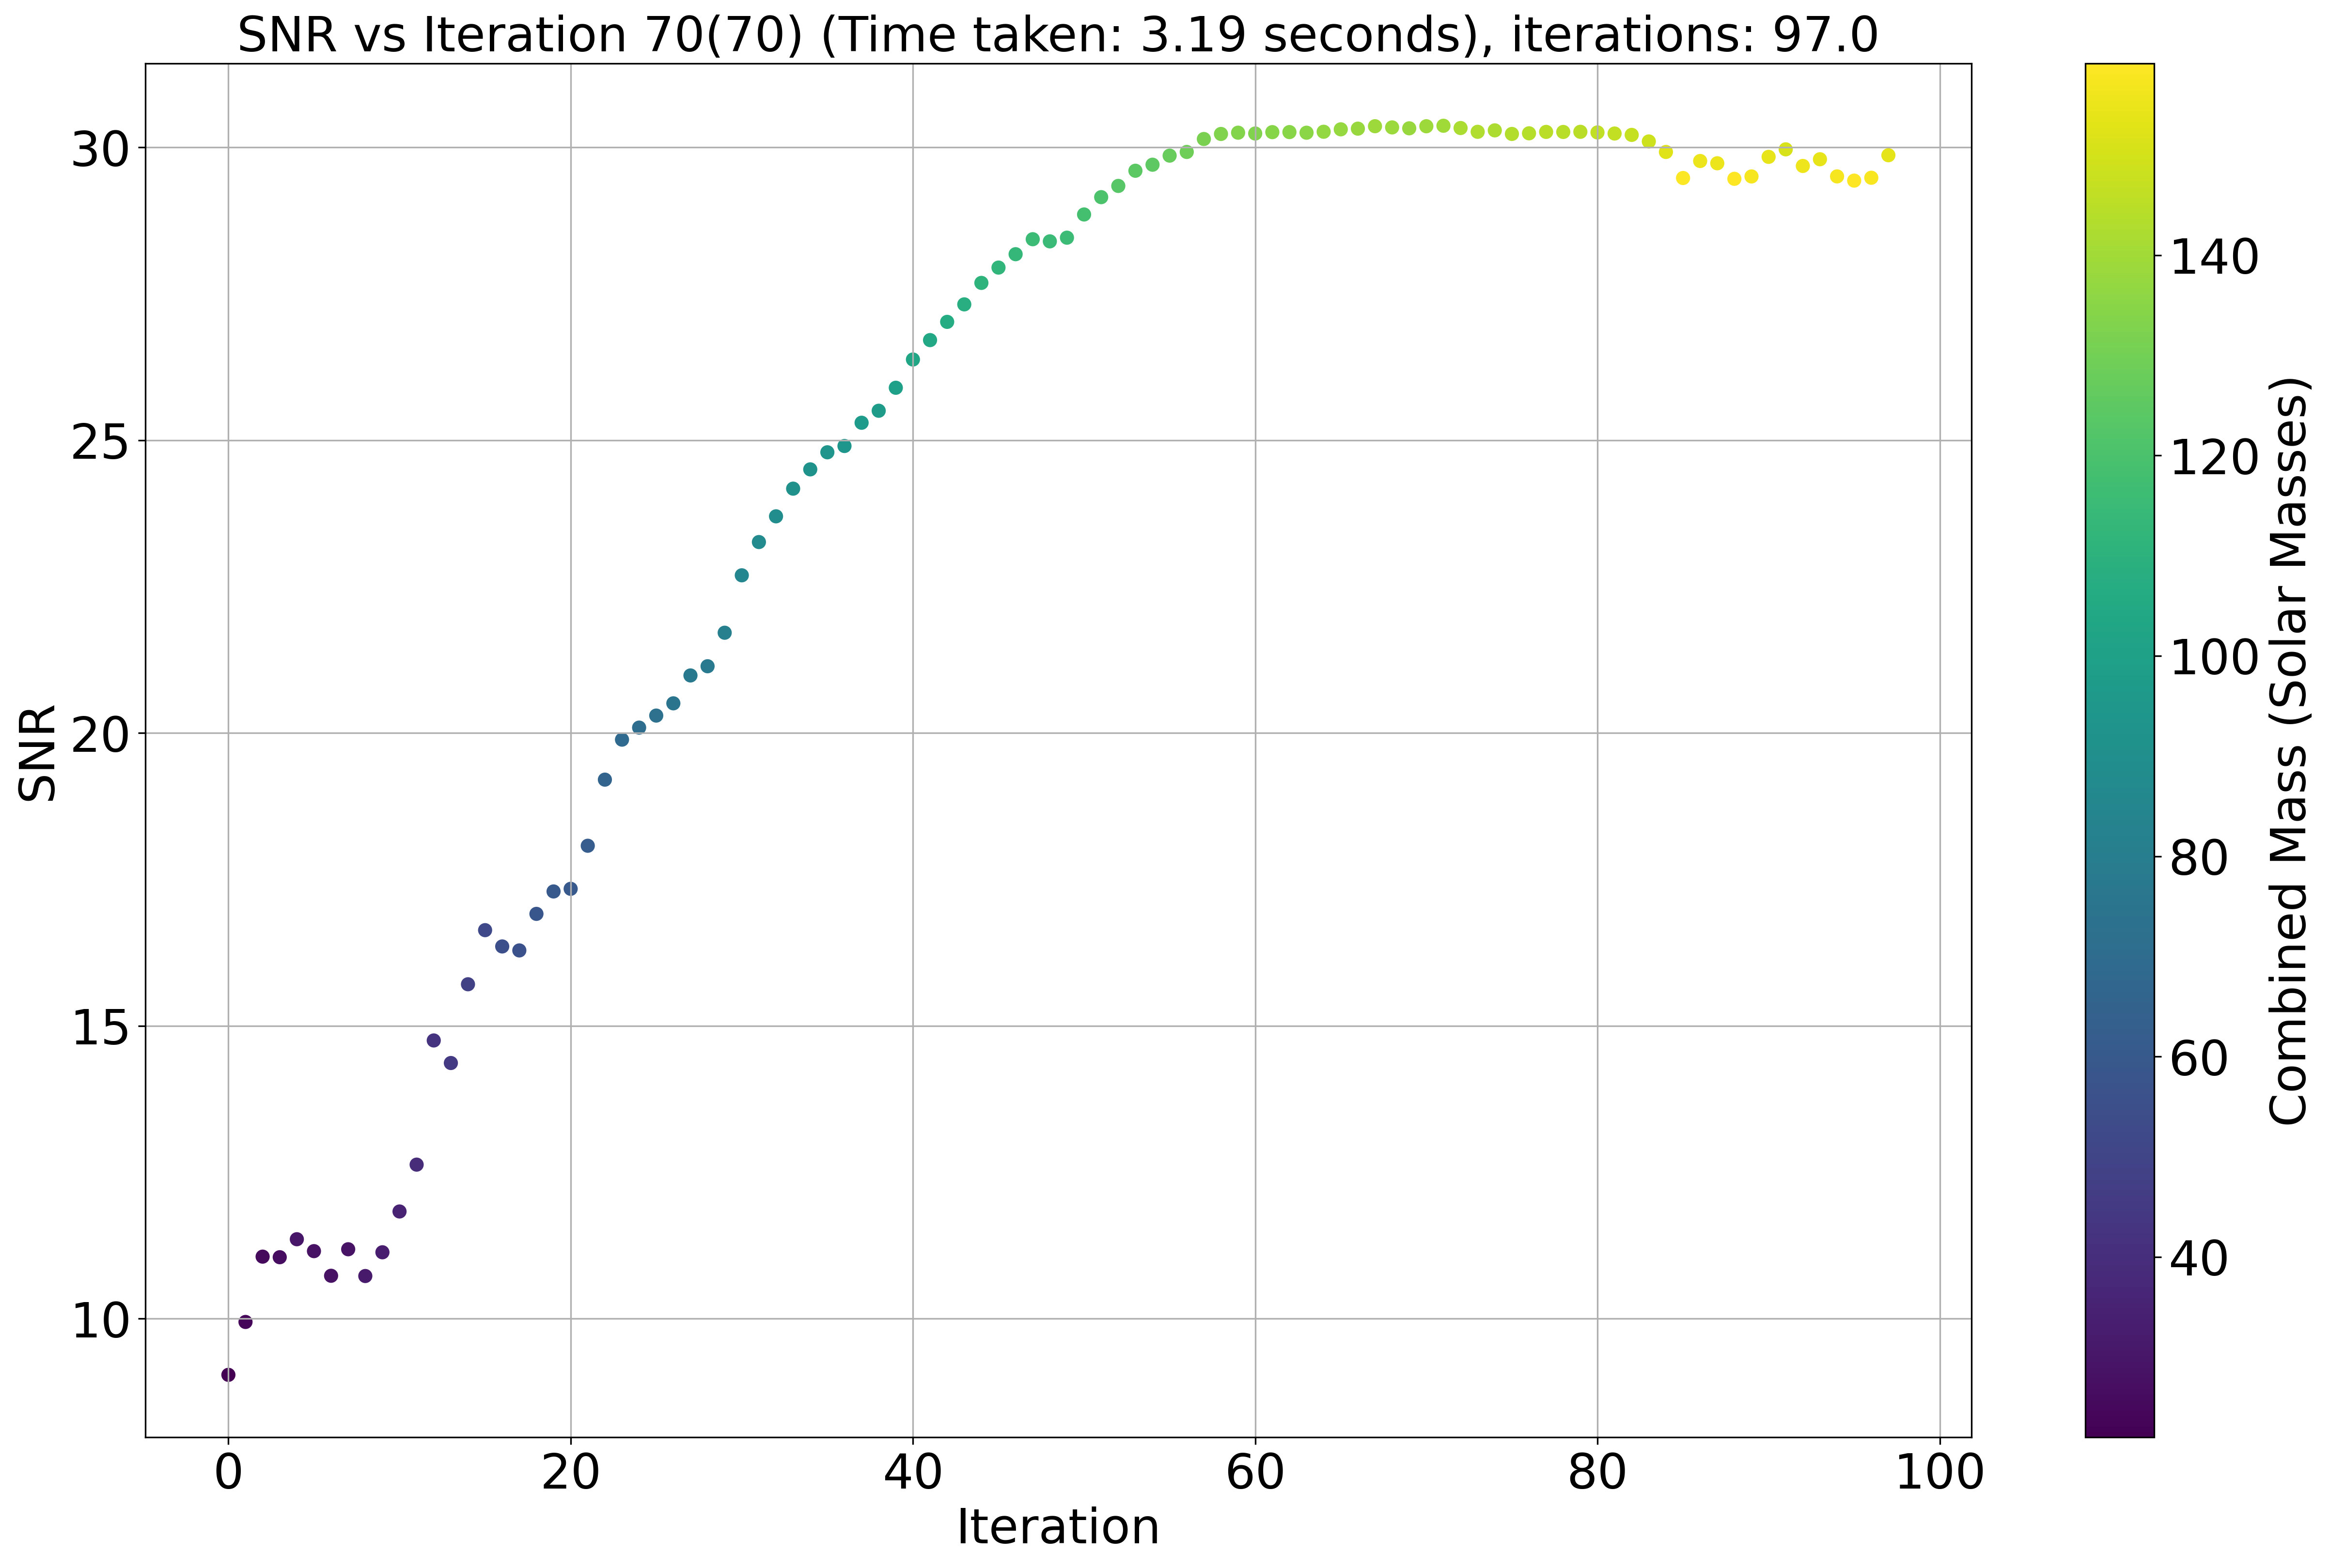 SNR vs Iteration 70(70) (Time taken: 3.19 seconds), iterations: 97.0
SNR
30
25
20
15
10
0 20 40 60 80 100
Iteration
140
120
100
80
60
40
Combined Mass (Solar Masses)